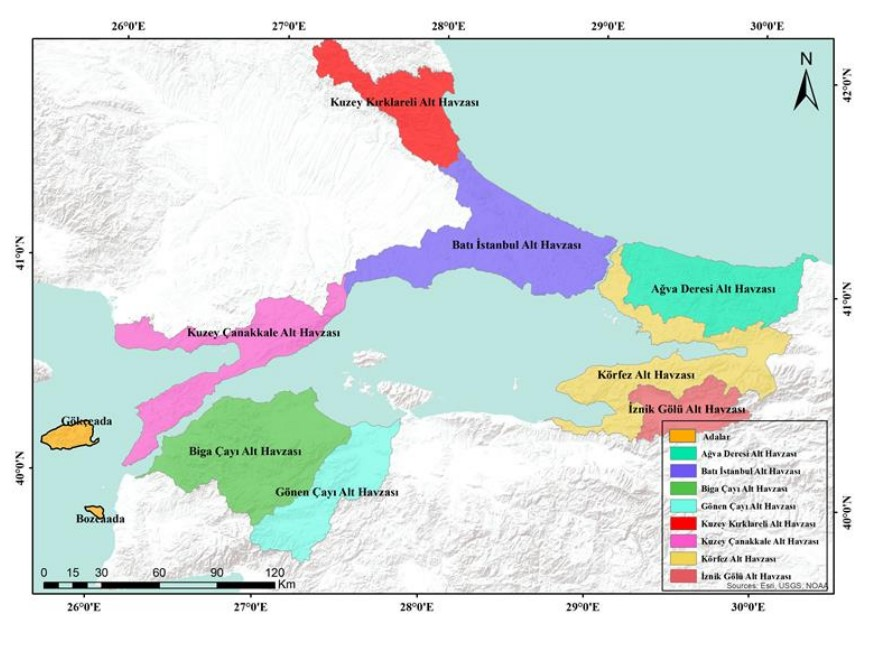 26°0'E 27°0'E 28°0'E 29°0'E 30°0'E
N
42°0'N
Kuzey Kırklareli Alt Havzası
41°0'N
Batı İstanbul Alt Havzası
Ağva Deresi Alt Havzası
41°0'N
Kuzey Çanakkale Alt Havzası
Körfez Alt Havzası
İznik Gölü Alt Havzası
Gökçeada
Biga Çayı Alt Havzası
40°0'N
Gönen Çayı Alt Havzası
Bozcaada
40°0'N
Adalar
Ağva Deresi Alt Havzası
Batı İstanbul Alt Havzası
Biga Çayı Alt Havzası
Gönen Çayı Alt Havzası
Kuzey Kırklareli Alt Havzası
Kuzey Çanakkale Alt Havzası
Körfez Alt Havzası
İznik Gölü Alt Havzası
0 15 30 60 90 120
Km
Sources: Esri, USGS, NOAA
26°0'E 27°0'E 28°0'E 29°0'E 30°0'E